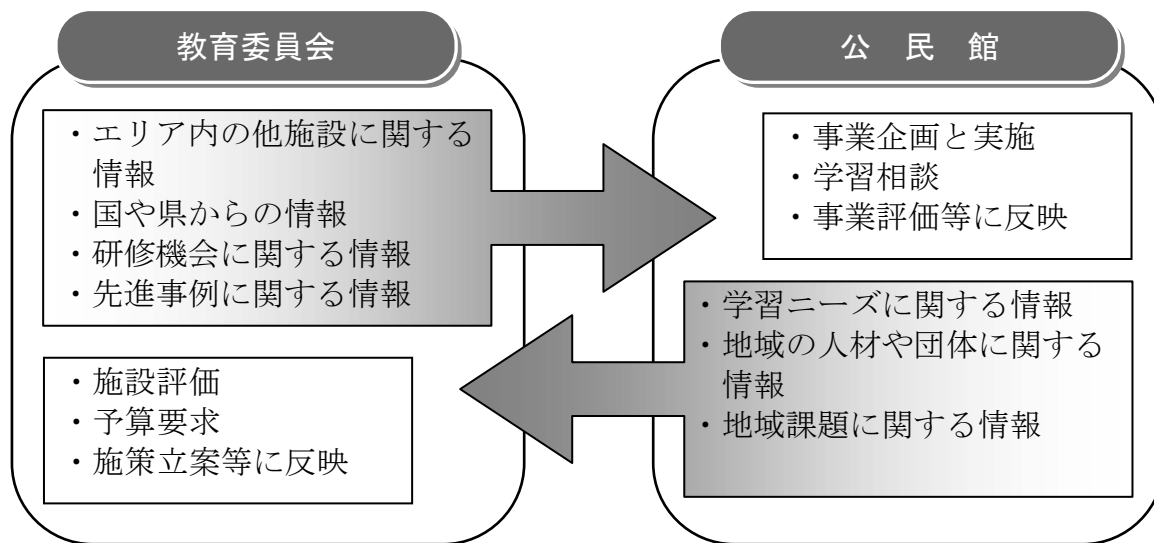 教育委員会
・エリア内の他施設に関する
情報
・国や県からの情報
・研修機会に関する情報
・先進事例に関する情報
・施設評価
・予算要求
・施策立案等に反映
公　民　館
・事業企画と実施
・学習相談
・事業評価等に反映
・学習ニーズに関する情報
・地域の人材や団体に関する
情報
・地域課題に関する情報